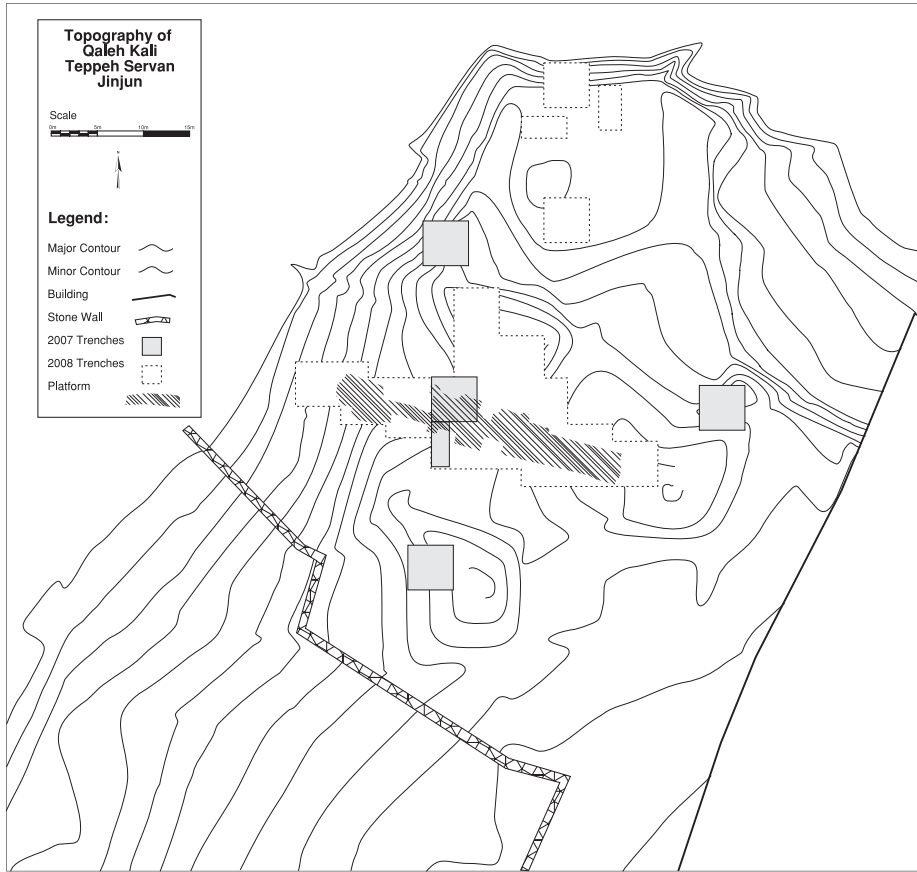 Topography of
Qaleh Kali
Teppeh Servan
Jinjun
Scale
0m 5m 10m 15m
N
Legend:
Major Contour
Minor Contour
Building
Stone Wall
2007 Trenches
2008 Trenches
Platform